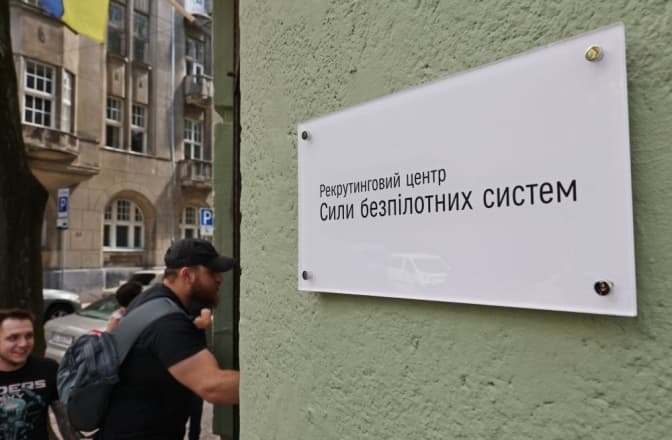 Рекрутинговий центр
Сили безпілотних систем
P
P